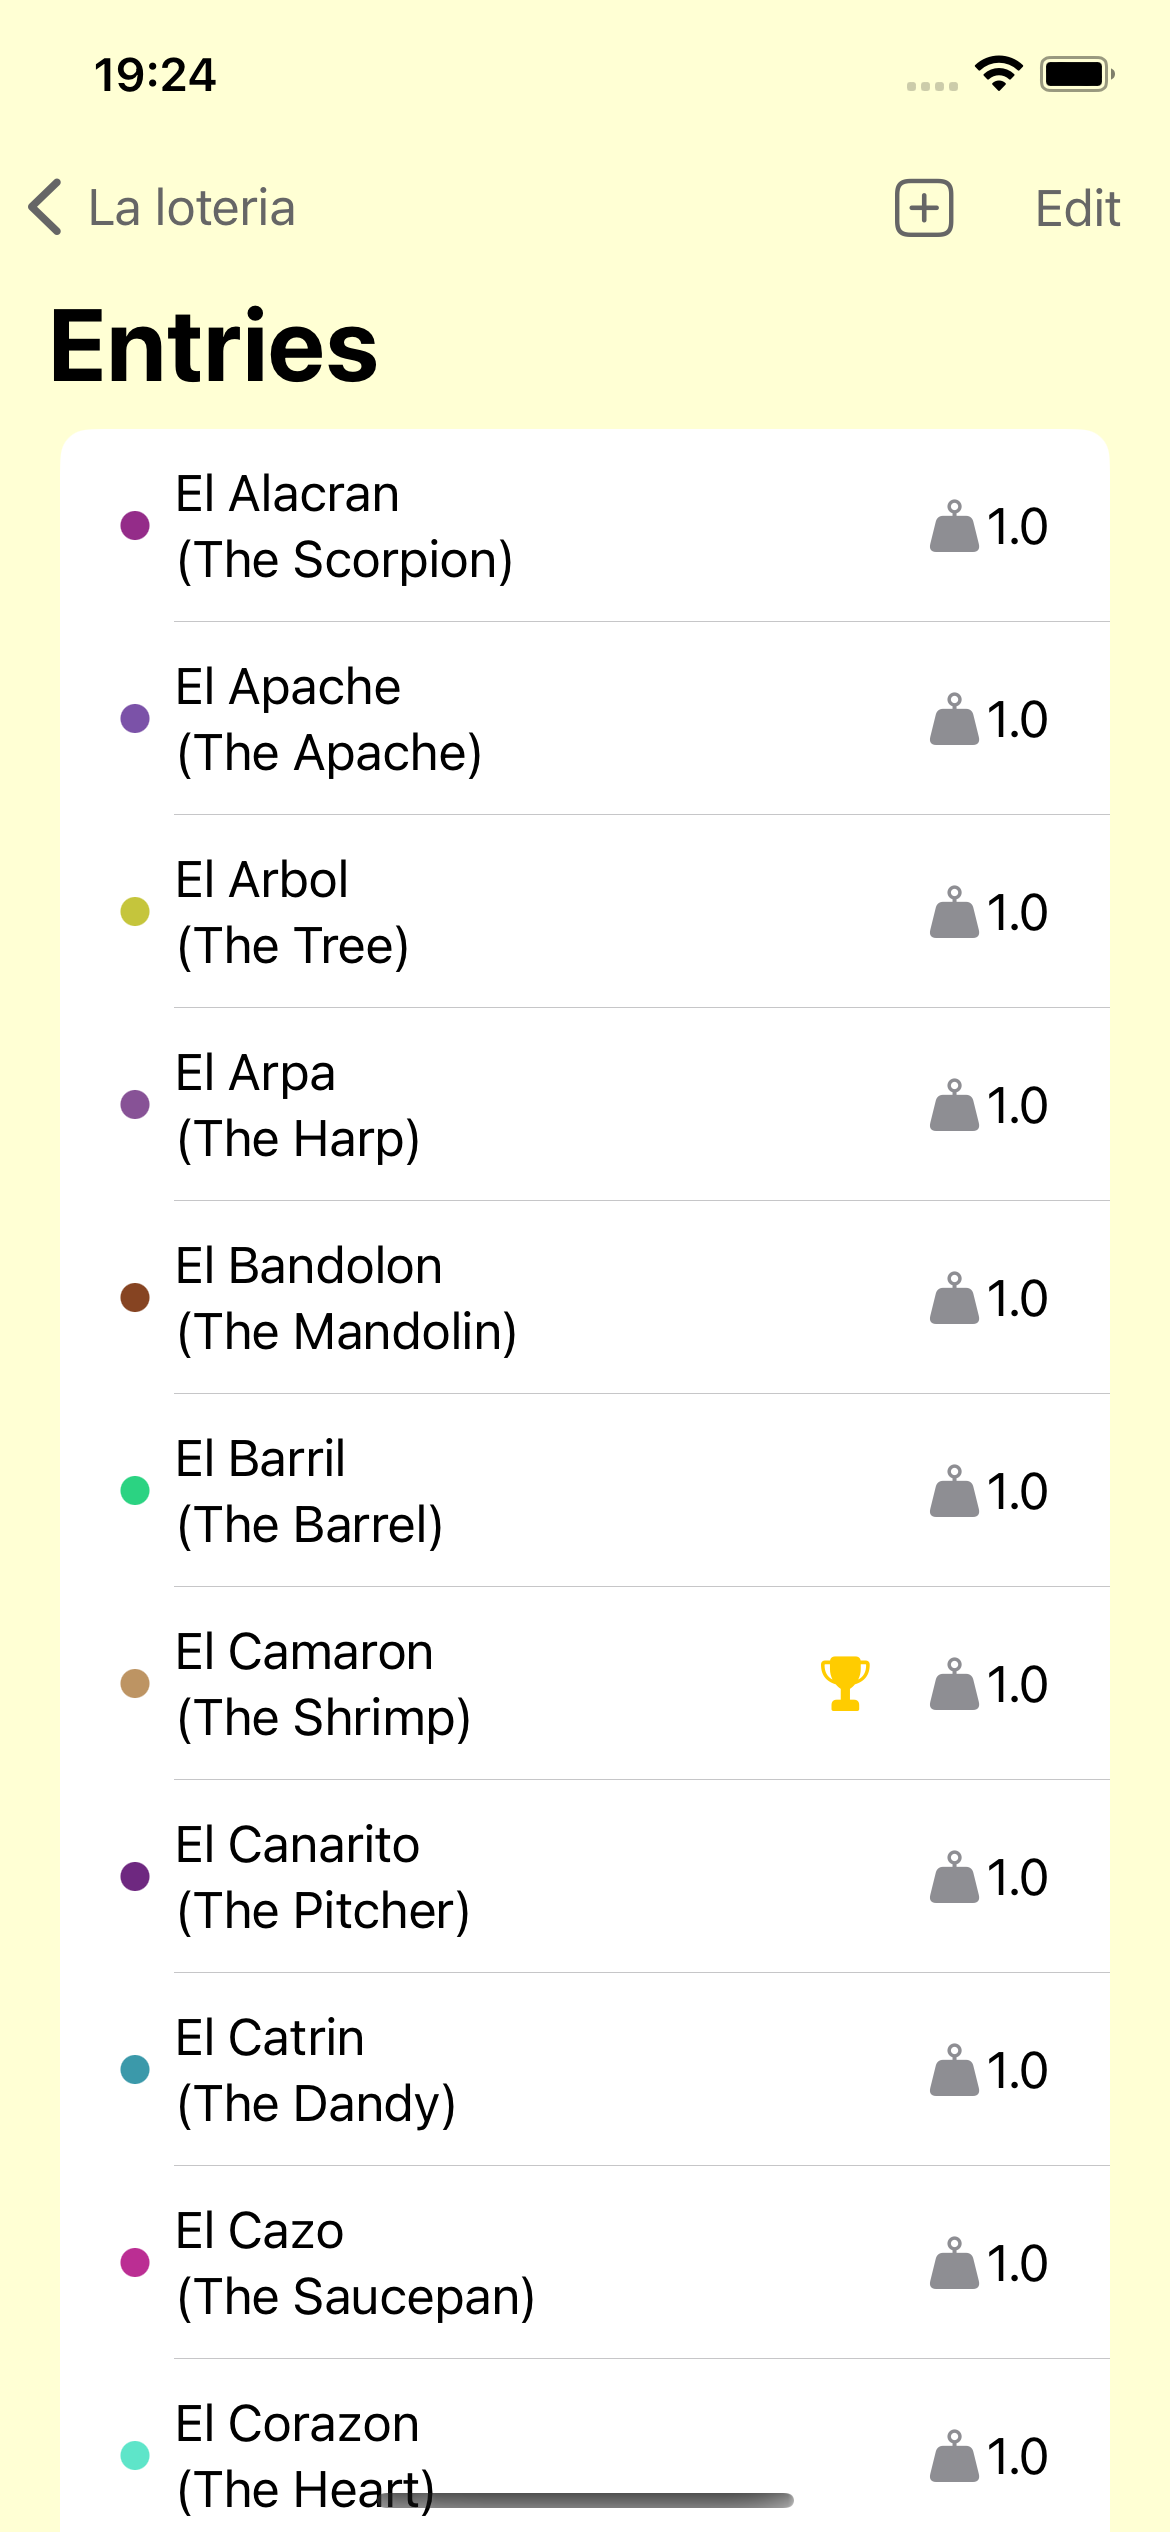 19:24
La loteria
Edit
Entries
El Alacran
(The Scorpion)
1.0
El Apache
(The Apache)
1.0
El Arbol
(The Tree)
1.0
El Arpa
(The Harp)
1.0
El Bandolon
(The Mandolin)
1.0
El Barril
(The Barrel)
1.0
El Camaron
(The Shrimp)
1.0
El Canarito
(The Pitcher)
1.0
El Catrin
(The Dandy)
1.0
El Cazo
(The Saucepan)
1.0
El Corazon
(The Heart)
1.0